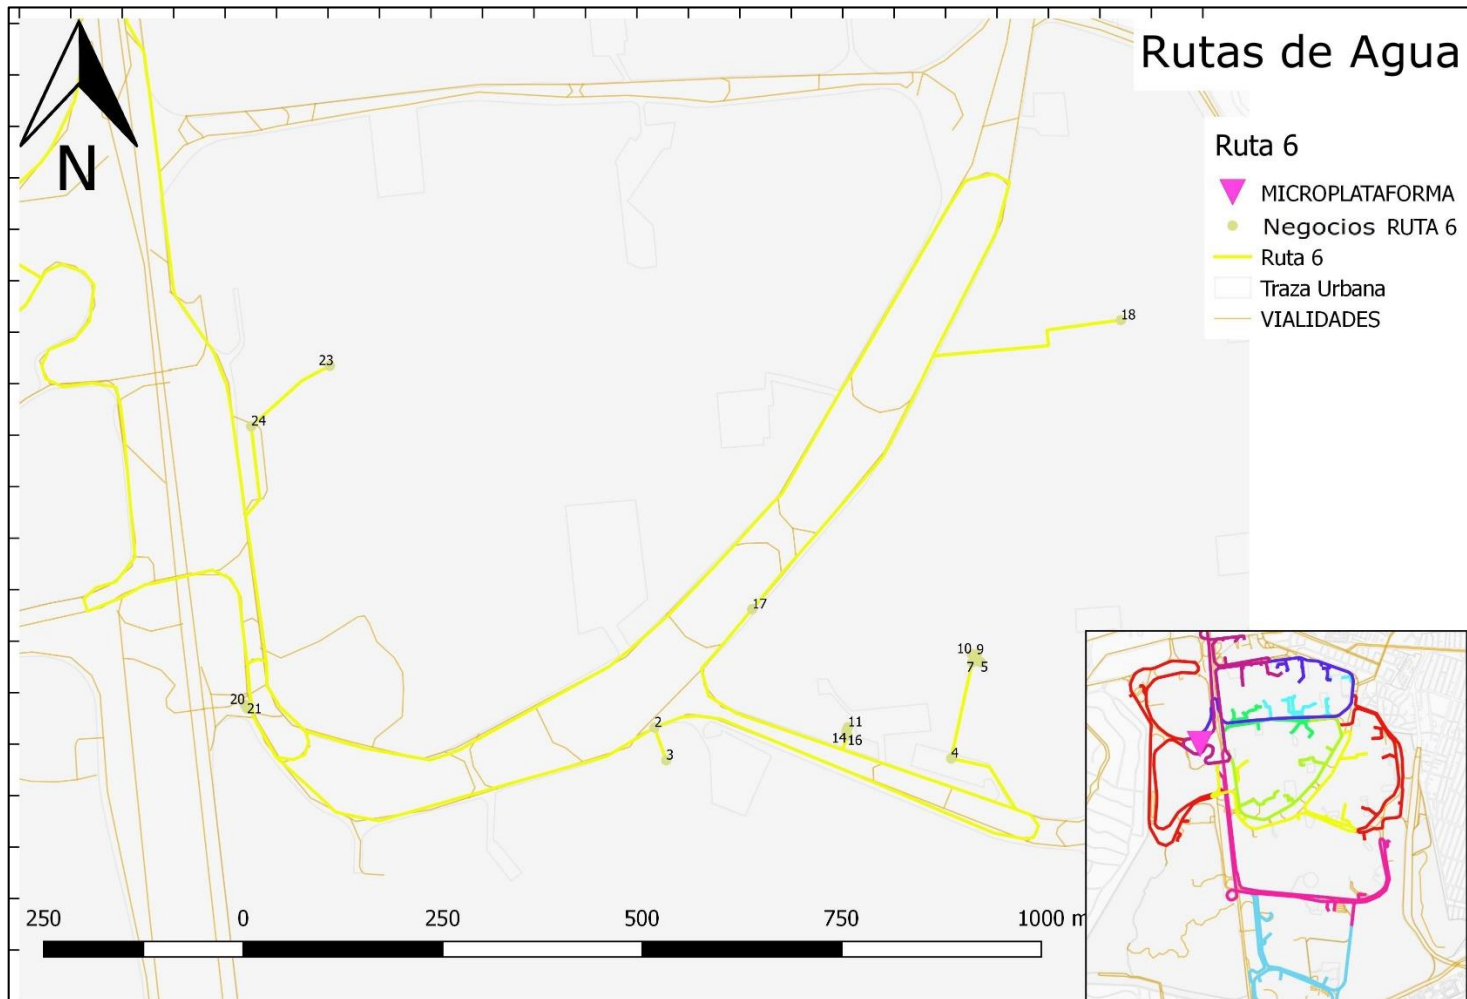 Rutas de Agua
N
Ruta 6
MICROPLATAFORMA
Negocios RUTA 6
Ruta 6
Traza Urbana
VIALIDADES
18
23
24
17
10 9
7 5
20
21
2
11
14 16
3
4
250 0 250 500 750 1000 m